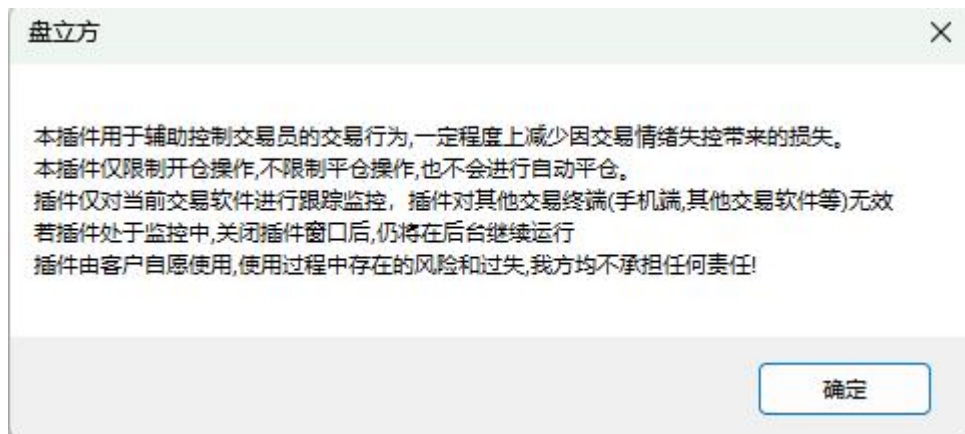 盘立方
本插件用于辅助控制交易员的交易行为,一定程度上减少因交易情绪失控带来的损失。
本插件仅限制开仓操作,不限制平仓操作,也不会进行自动平仓。
插件仅对当前交易软件进行跟踪监控，插件对其他交易终端(手机端,其他交易软件等)无效
若插件处于监控中,关闭插件窗口后,仍将在后台继续运行
插件由客户自愿使用,使用过程中存在的风险和过失,我方均不承担任何责任!
确定